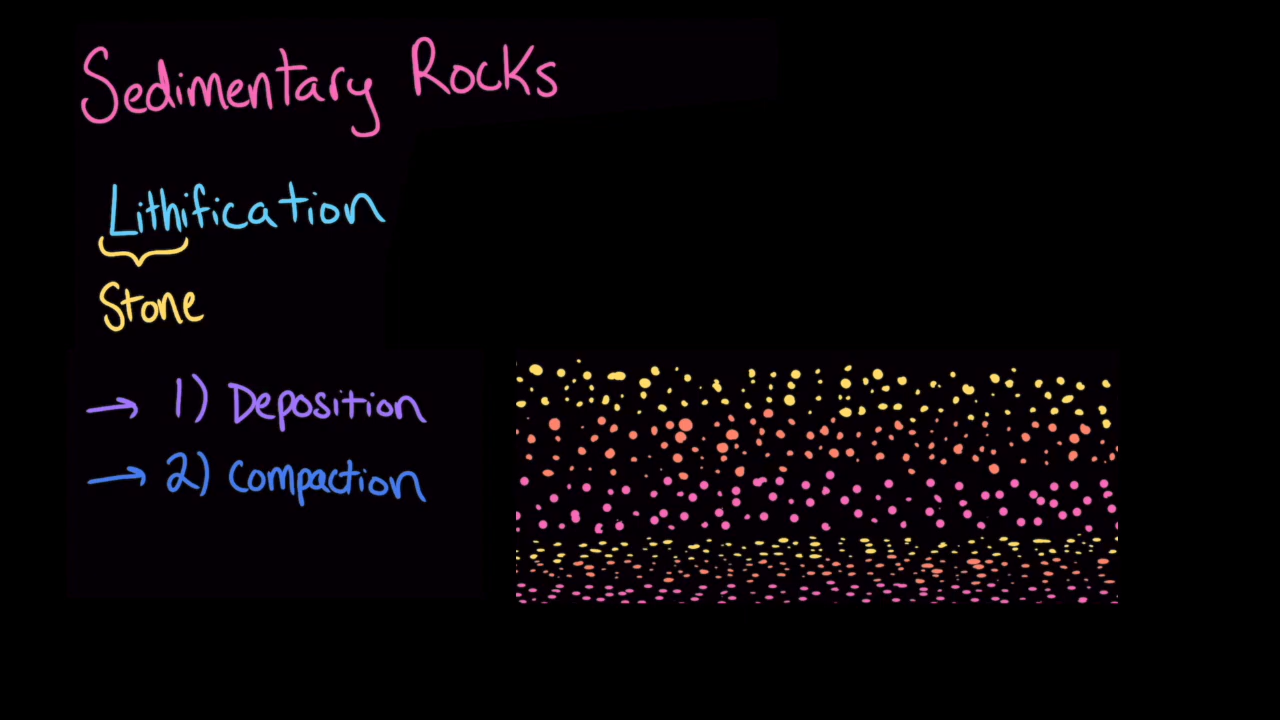 Sedimentary Rocks
Lithification
Stone
→ 1) Deposition
→ 2) Compaction